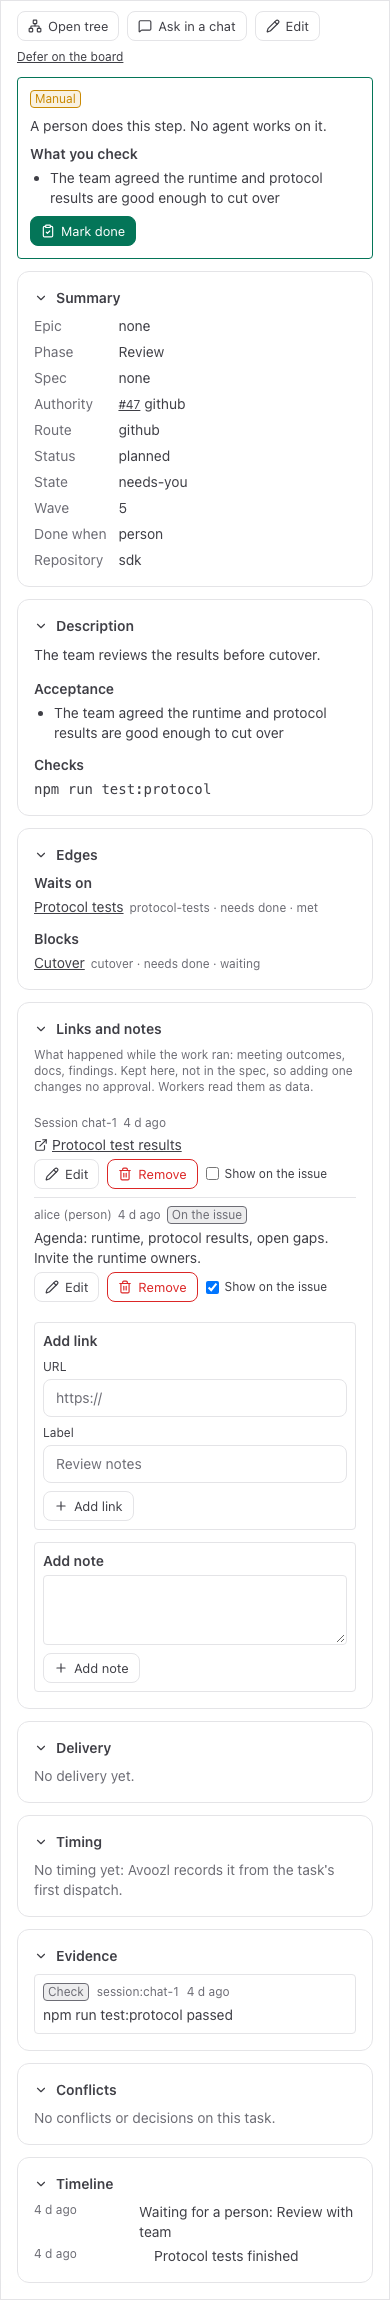 Open tree
Ask in a chat
Edit
Defer on the board
Manual
A person does this step. No agent works on it.
What you check
• The team agreed the runtime and protocol
results are good enough to cut over
Mark done
Summary
Epic none
Phase Review
Spec none
Authority #47 github
Route github
Status planned
State needs-you
Wave 5
Done when person
Repository sdk
Description
The team reviews the results before cutover.
Acceptance
• The team agreed the runtime and protocol
results are good enough to cut over
Checks
npm run test:protocol
Edges
Waits on
Protocol tests protocol-tests · needs done · met
Blocks
Cutover cutover · needs done · waiting
Links and notes
What happened while the work ran: meeting outcomes,
docs, findings. Kept here, not in the spec, so adding one
changes no approval. Workers read them as data.
Session chat-1 4 d ago
Protocol test results
Edit Remove Show on the issue
alice (person) 4 d ago On the issue
Agenda: runtime, protocol results, open gaps.
Invite the runtime owners.
Edit Remove Show on the issue
Add link
URL
https://
Label
Review notes
+ Add link
Add note
+ Add note
Delivery
No delivery yet.
Timing
No timing yet: Avoozl records it from the task's
first dispatch.
Evidence
Check session:chat-1 4 d ago
npm run test:protocol passed
Conflicts
No conflicts or decisions on this task.
Timeline
4 d ago Waiting for a person: Review with
team
4 d ago Protocol tests finished